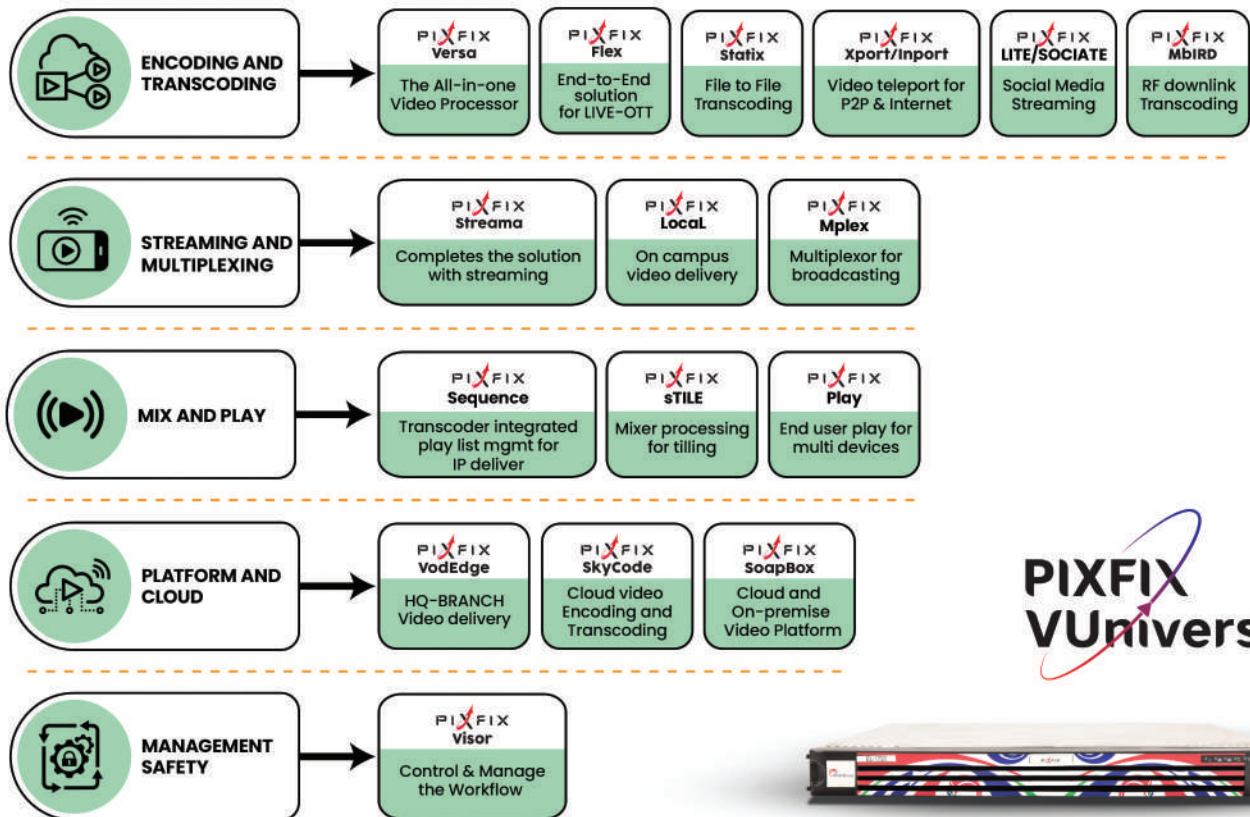 ENCODING AND
TRANSCODING
PIXFIX
Versa
The All-in-one
Video Processor
PIXFIX
Flex
End-to-End
solution
for LIVE-OTT
PIXFIX
Statix
File to File
Transcoding
PIXFIX
Xport/Inport
Video teleport for
P2P & Internet
PIXFIX
LITE/SOCIATE
Social Media
Streaming
PIXFIX
MbIRD
RF downlink
Transcoding
STREAMING AND
MULTIPLEXING
PIXFIX
Streama
Completes the solution
with streaming
PIXFIX
LocaL
On campus
video delivery
PIXFIX
Mplex
Multiplexor for
broadcasting
MIX AND PLAY
PIXFIX
Sequence
Transcoder integrated
play list mgmt for
IP deliver
PIXFIX
sTILE
Mixer processing
for tilling
PIXFIX
Play
End user play for
multi devices
PLATFORM AND
CLOUD
PIXFIX
VodEdge
HQ-BRANCH
Video delivery
PIXFIX
SkyCode
Cloud video
Encoding and
Transcoding
PIXFIX
SoapBox
Cloud and
On-premise
Video Platform
PIXFIX
VUnivers
MANAGEMENT
SAFETY
PIXFIX
Visor
Control & Manage
the Workflow
PIXFIX